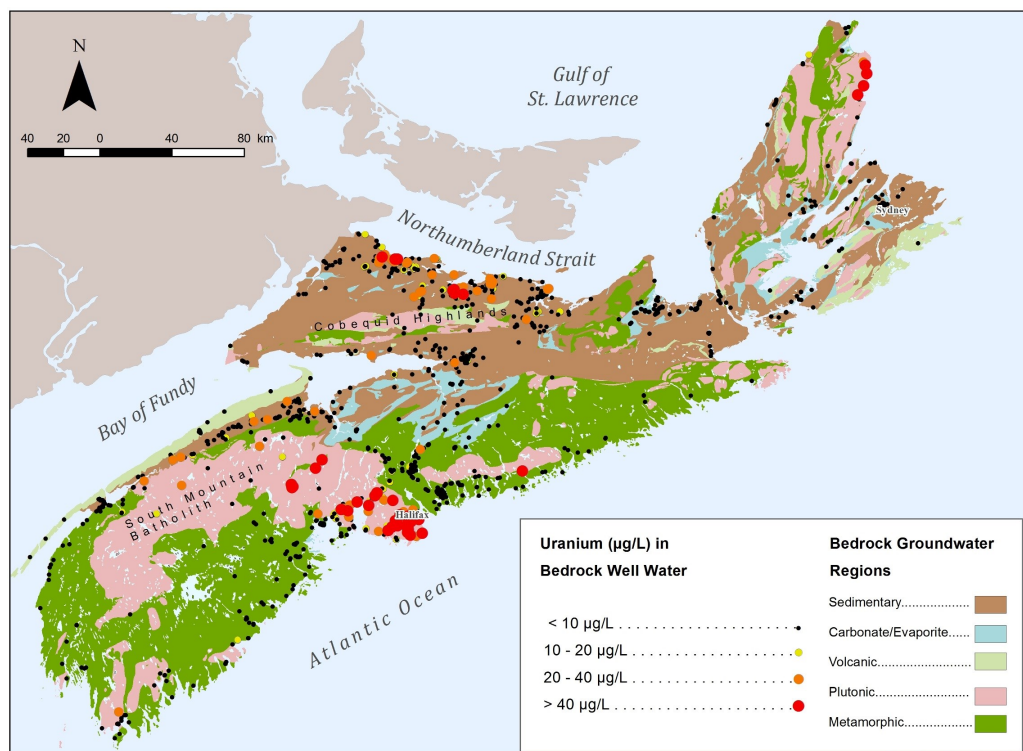 N
40 20 0 40 80 km
Gulf of
St. Lawrence
Northumberland Strait
Sydney
Cobequid Highlands
Bay of Fundy
South Mountain
Batholith
Halifax
Atlantic Ocean
Uranium (µg/L) in
Bedrock Well Water
< 10 µg/L
10 - 20 µg/L
20 - 40 µg/L
> 40 µg/L
Bedrock Groundwater
Regions
Sedimentary
Carbonate/Evaporite
Volcanic
Plutonic
Metamorphic